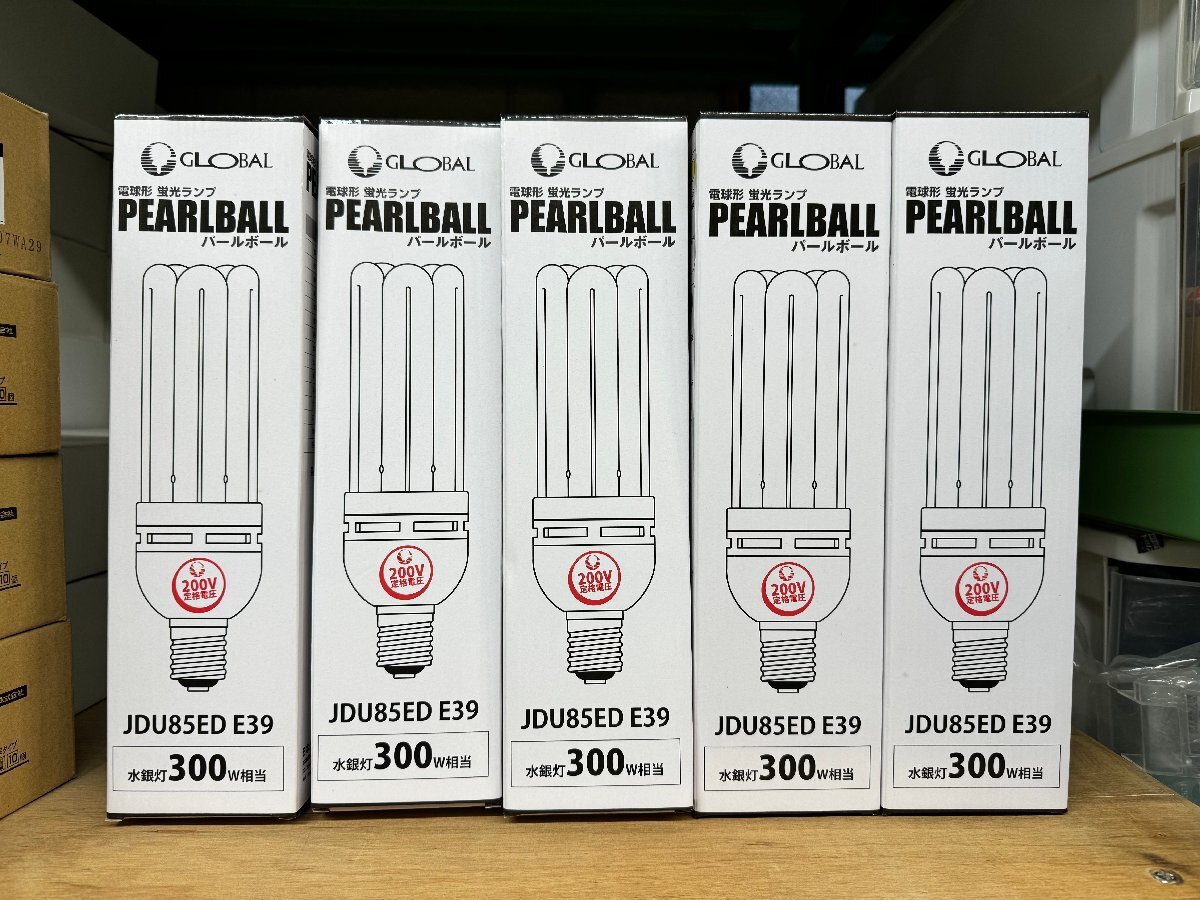 GLOBAL
電球形 蛍光ランプ
PEARLBALL
パールボール
200V
定格電圧
JDU85ED E39
水銀灯300W相当
GLOBAL
電球形 蛍光ランプ
PEARLBALL
パールボール
200V
定格電圧
JDU85ED E39
水銀灯300W相当
GLOBAL
電球形 蛍光ランプ
PEARLBALL
パールボール
200V
定格電圧
JDU85ED E39
水銀灯300W相当
GLOBAL
電球形 蛍光ランプ
PEARLBALL
パールボール
200V
定格電圧
JDU85ED E39
水銀灯300W相当
GLOBAL
電球形 蛍光ランプ
PEARLBALL
パールボール
200V
定格電圧
JDU85ED E39
水銀灯300W相当
07WA29